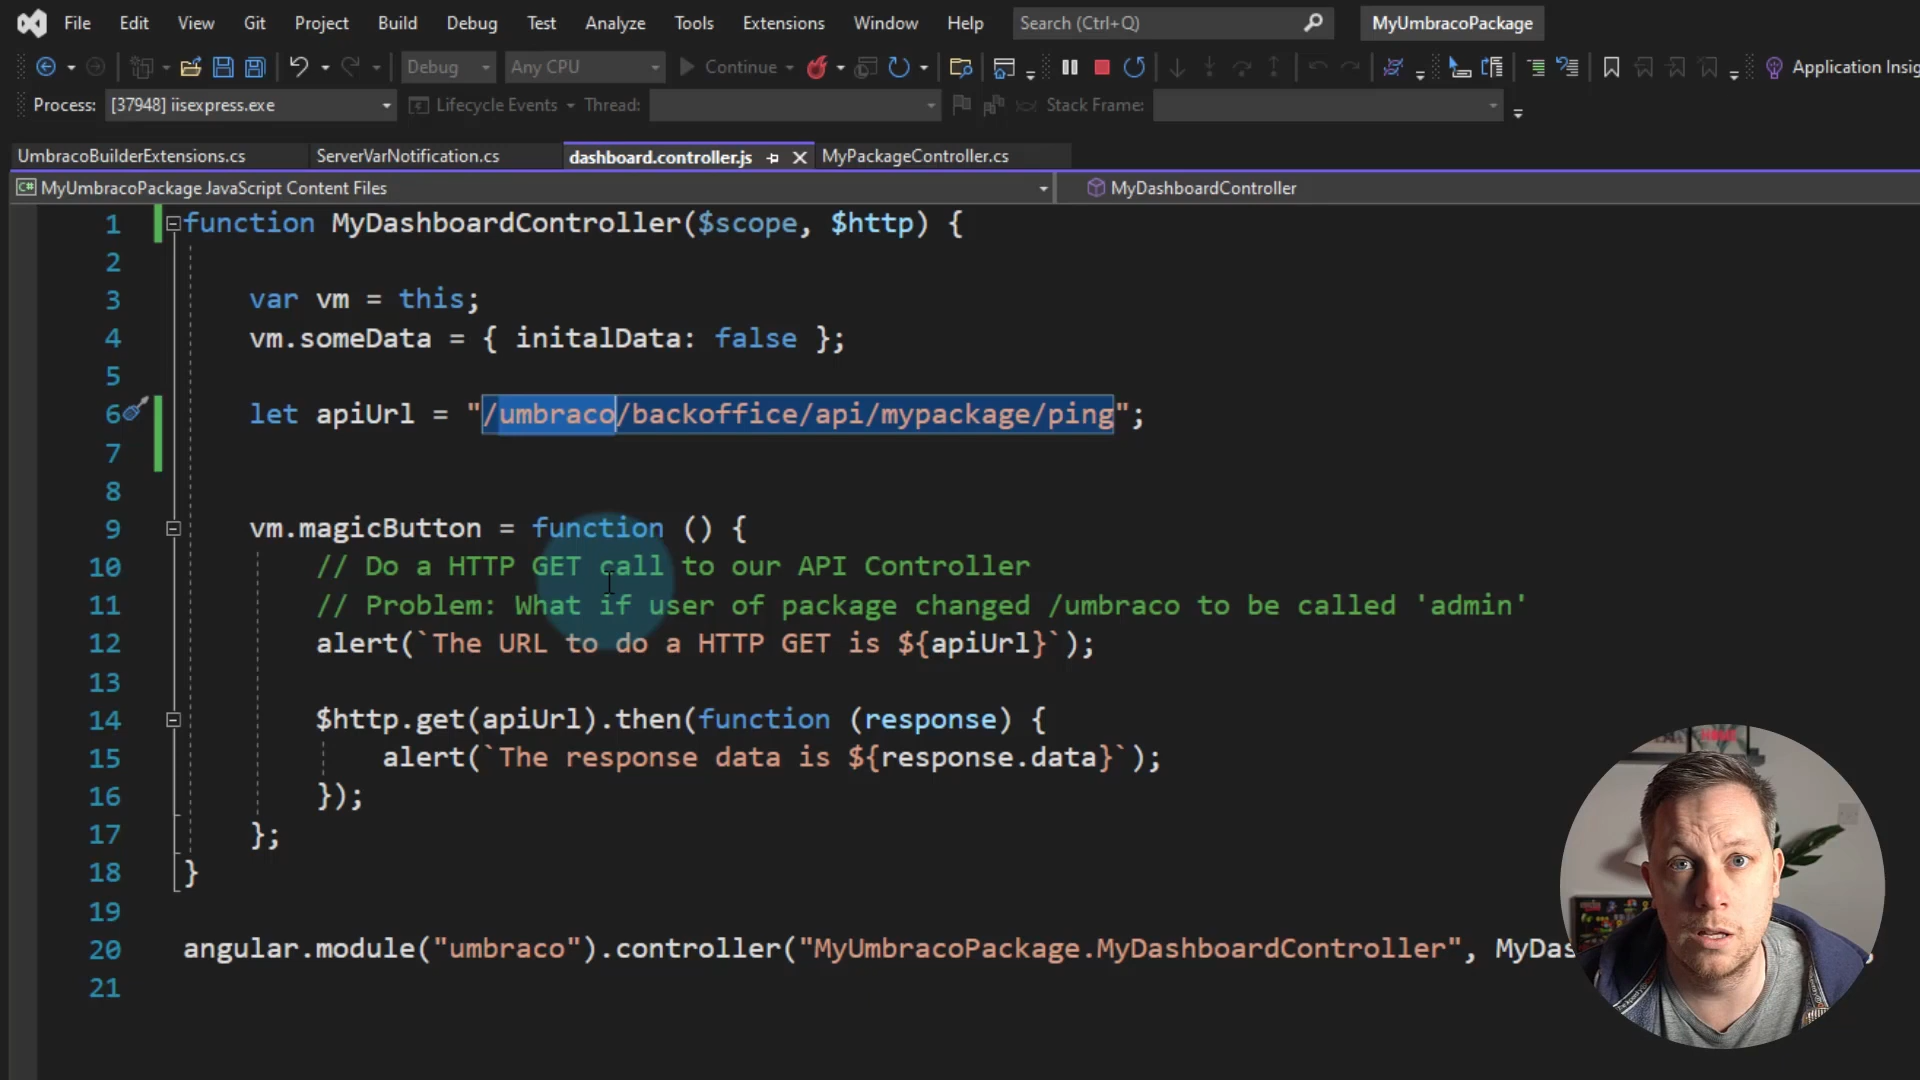 File Edit View Git Project Build Debug Test Analyze Tools Extensions Window Help Search (Ctrl+Q) MyUmbracoPackage
Debug Any CPU Continue Application Insig
Process: [37948] iisexpress.exe Lifecycle Events Thread: Stack Frame:
UmbracoBuilderExtensions.cs ServerVarNotification.cs dashboard.controller.js MyPackageController.cs
C# MyUmbracoPackage JavaScript Content Files MyDashboardController
1 function MyDashboardController($scope, $http) {
2
3 var vm = this;
4 vm.someData = { initalData: false };
5
6 let apiUrl = "/umbraco/backoffice/api/mypackage/ping";
7
8
9 vm.magicButton = function () {
10 // Do a HTTP GET call to our API Controller
11 // Problem: What if user of package changed /umbraco to be called 'admin'
12 alert(`The URL to do a HTTP GET is ${apiUrl}`);
13
14 $http.get(apiUrl).then(function (response) {
15 alert(`The response data is ${response.data}`);
16 });
17 };
18 }
19
20 angular.module("umbraco").controller("MyUmbracoPackage.MyDashboardController", MyDas
21